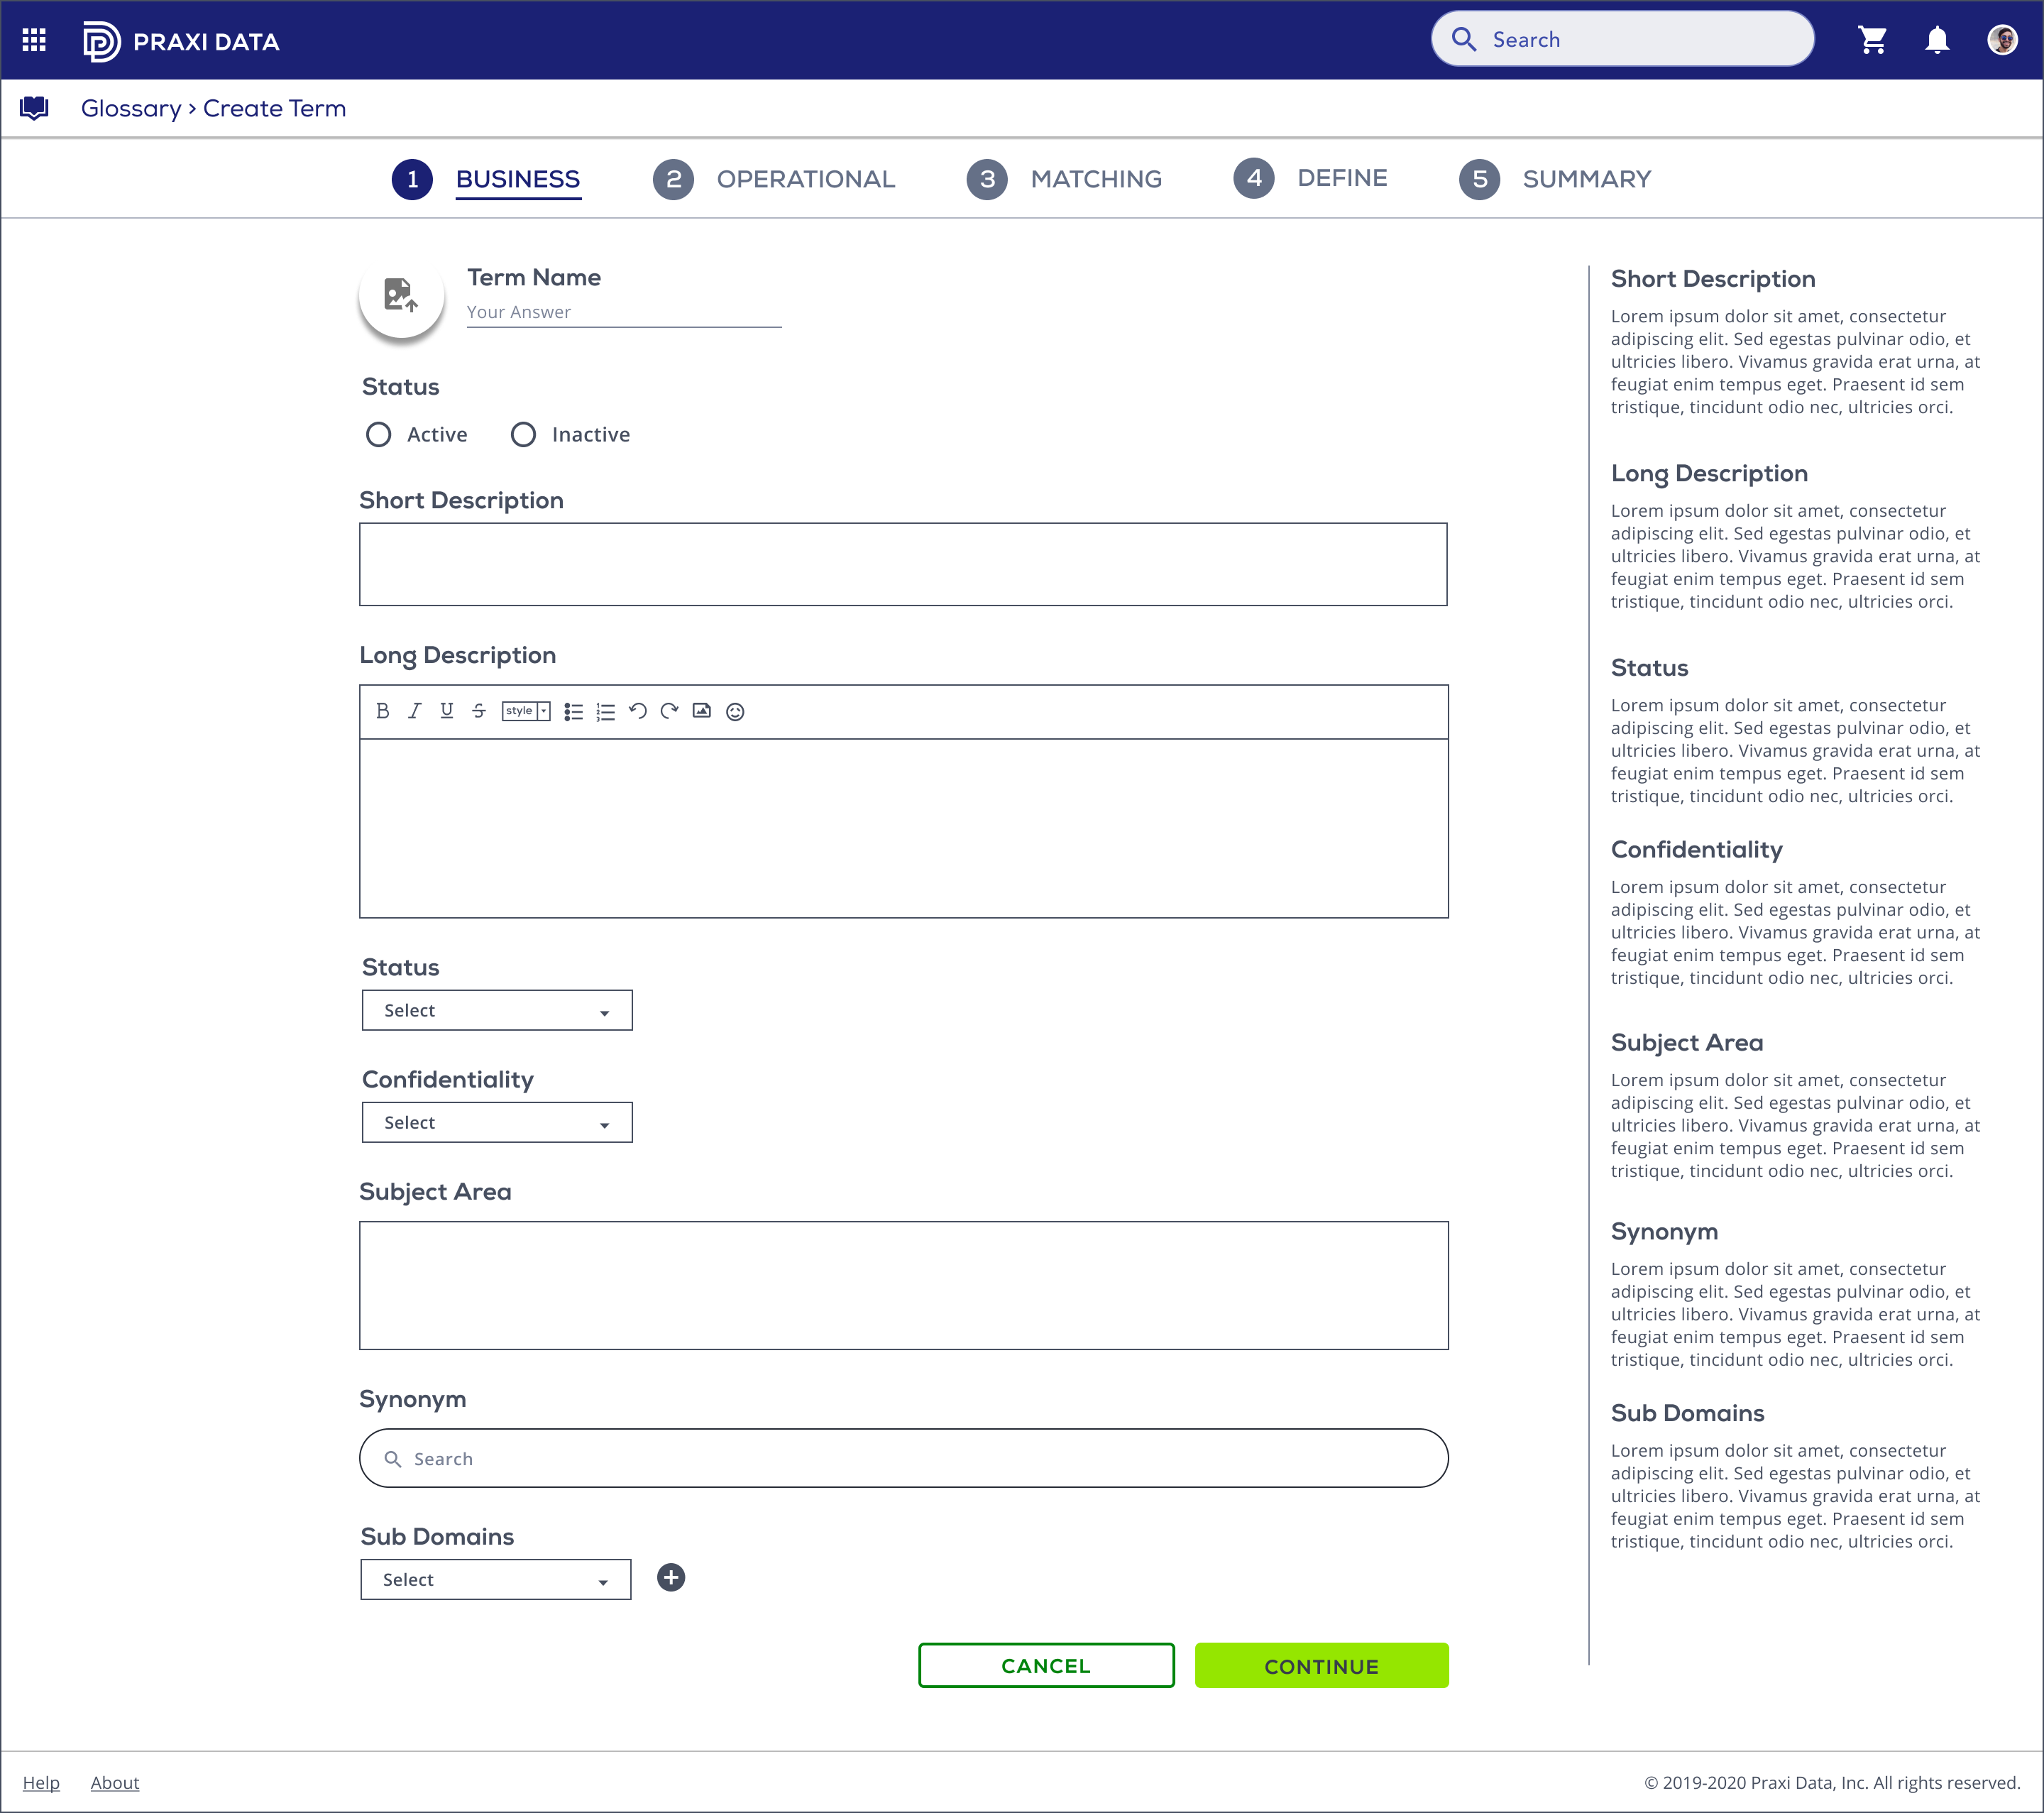 PRAXI DATA
Search
Glossary › Create Term
1 BUSINESS 2 OPERATIONAL 3 MATCHING 4 DEFINE 5 SUMMARY
Term Name
Your Answer
Status
Active Inactive
Short Description
Long Description
B I U S style
Status
Select
Confidentiality
Select
Subject Area
Synonym
Search
Sub Domains
Select
CANCEL CONTINUE
Short Description
Lorem ipsum dolor sit amet, consectetur
adipiscing elit. Sed egestas pulvinar odio, et
ultricies libero. Vivamus gravida erat urna, at
feugiat enim tempus eget. Praesent id sem
tristique, tincidunt odio nec, ultricies orci.
Long Description
Lorem ipsum dolor sit amet, consectetur
adipiscing elit. Sed egestas pulvinar odio, et
ultricies libero. Vivamus gravida erat urna, at
feugiat enim tempus eget. Praesent id sem
tristique, tincidunt odio nec, ultricies orci.
Status
Lorem ipsum dolor sit amet, consectetur
adipiscing elit. Sed egestas pulvinar odio, et
ultricies libero. Vivamus gravida erat urna, at
feugiat enim tempus eget. Praesent id sem
tristique, tincidunt odio nec, ultricies orci.
Confidentiality
Lorem ipsum dolor sit amet, consectetur
adipiscing elit. Sed egestas pulvinar odio, et
ultricies libero. Vivamus gravida erat urna, at
feugiat enim tempus eget. Praesent id sem
tristique, tincidunt odio nec, ultricies orci.
Subject Area
Lorem ipsum dolor sit amet, consectetur
adipiscing elit. Sed egestas pulvinar odio, et
ultricies libero. Vivamus gravida erat urna, at
feugiat enim tempus eget. Praesent id sem
tristique, tincidunt odio nec, ultricies orci.
Synonym
Lorem ipsum dolor sit amet, consectetur
adipiscing elit. Sed egestas pulvinar odio, et
ultricies libero. Vivamus gravida erat urna, at
feugiat enim tempus eget. Praesent id sem
tristique, tincidunt odio nec, ultricies orci.
Sub Domains
Lorem ipsum dolor sit amet, consectetur
adipiscing elit. Sed egestas pulvinar odio, et
ultricies libero. Vivamus gravida erat urna, at
feugiat enim tempus eget. Praesent id sem
tristique, tincidunt odio nec, ultricies orci.
Help About
© 2019-2020 Praxi Data, Inc. All rights reserved.